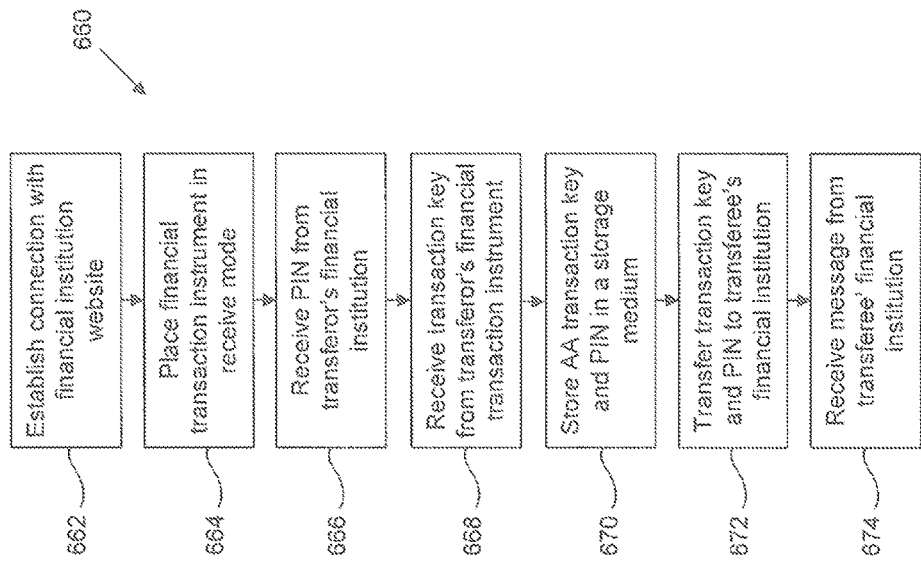 660
662
Establish connection with
financial institution
website
664
Place financial
transaction instrument in
receive mode
666
Receive PIN from
transferor's financial
institution
668
Receive transaction key
from transferor's financial
transaction instrument
670
Store AA transaction key
and PIN in a storage
medium
672
Transfer transaction key
and PIN to transferee's
financial institution
674
Receive message from
transferee' financial
institution